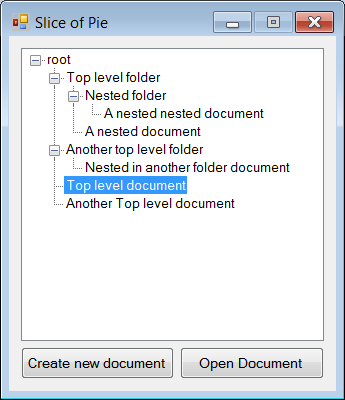 Slice of Pie
root
Top level folder
Nested folder
A nested nested document
A nested document
Another top level folder
Nested in another folder document
Top level document
Another Top level document
Create new document
Open Document